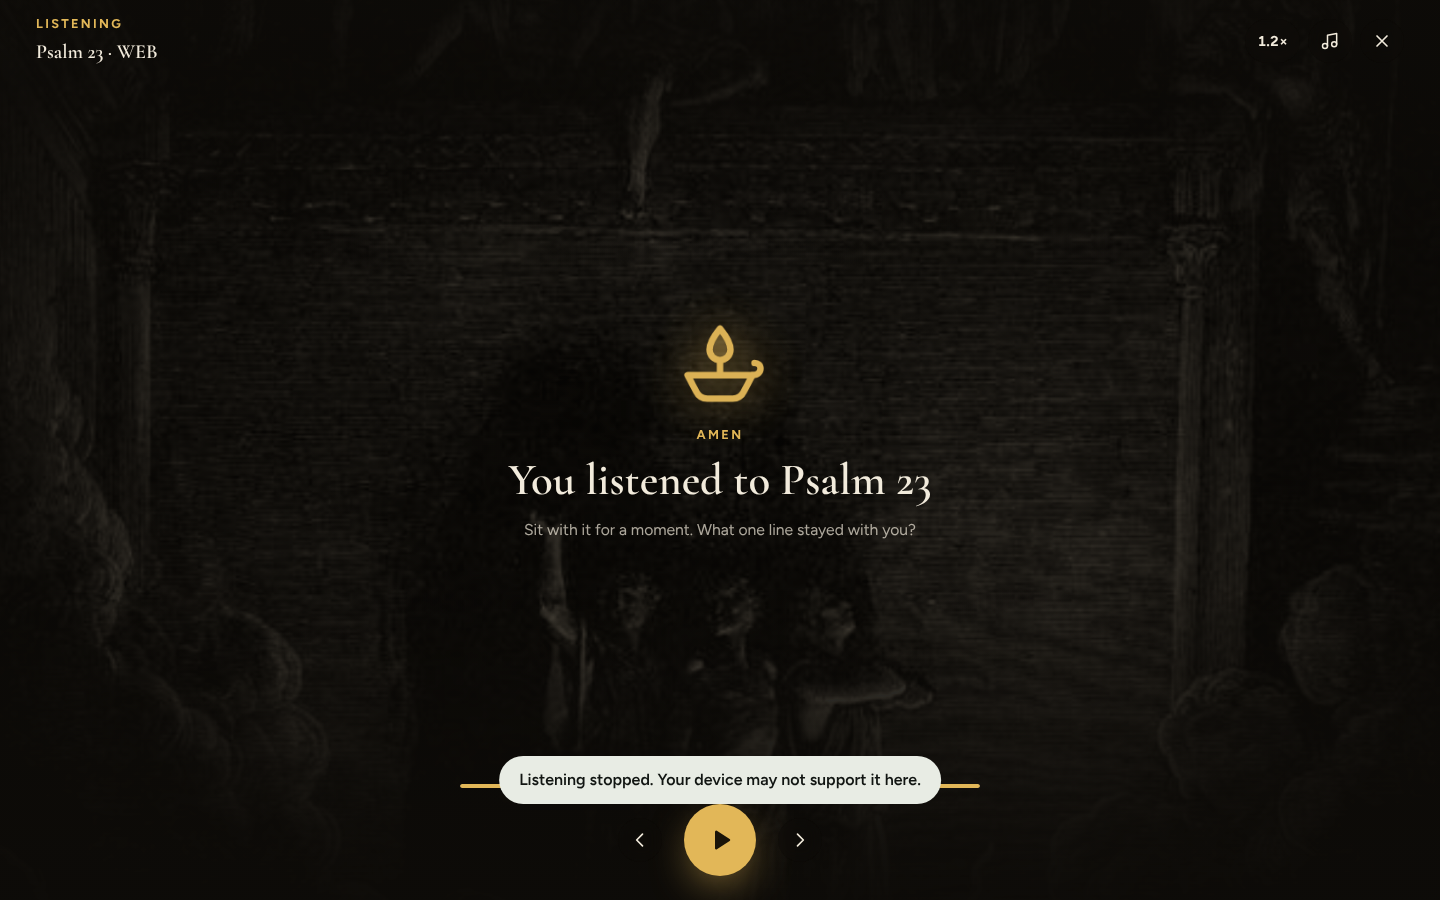 LISTENING
Psalm 23 · WEB
1.2×
AMEN
You listened to Psalm 23
Sit with it for a moment. What one line stayed with you?
Listening stopped. Your device may not support it here.